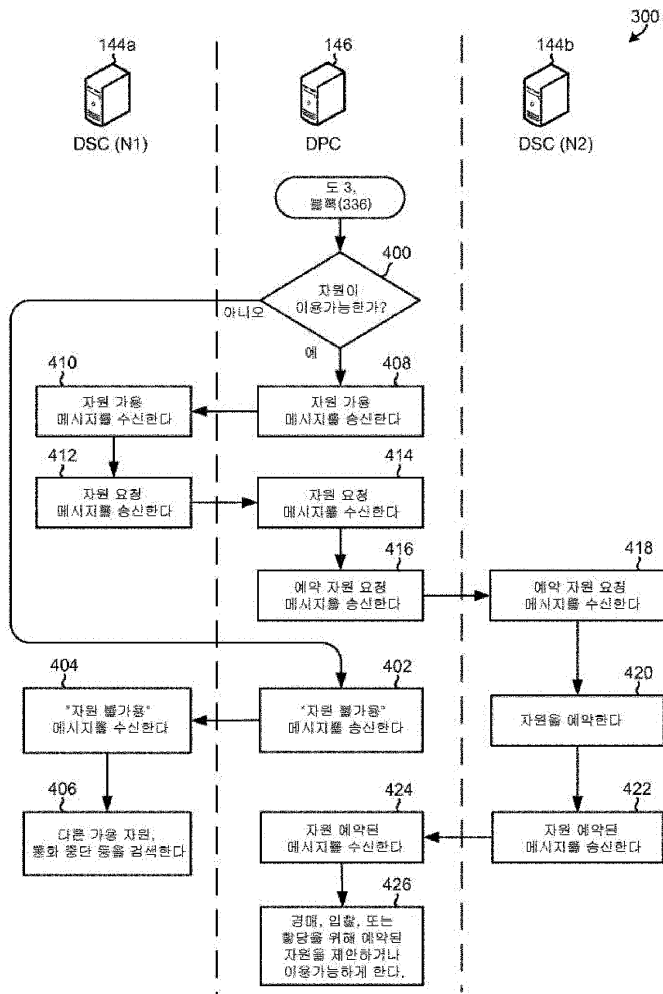 300
144a
146
144b
DSC (N1)
DPC
DSC (N2)
도 3,
블록(336)
400
자원이
이용가능한가?
아니오
예
410
408
자원 가용
메시지를 수신한다
자원 가용
메시지를 송신한다
412
414
자원 요청
메시지를 송신한다
자원 요청
메시지를 수신한다
416
418
예약 자원 요청
메시지를 송신한다
예약 자원 요청
메시지를 수신한다
404
402
420
"자원 불가용"
메시지를 수신한다
"자원 불가용"
메시지를 송신한다
자원을 예약한다
406
424
422
다른 가용 자원,
통화 중단 등을 검색한다
자원 예약된
메시지를 수신한다
자원 예약된
메시지를 송신한다
426
경매, 입찰, 또는
할당을 위해 예약된
자원을 제안하거나
이용가능하게 한다.